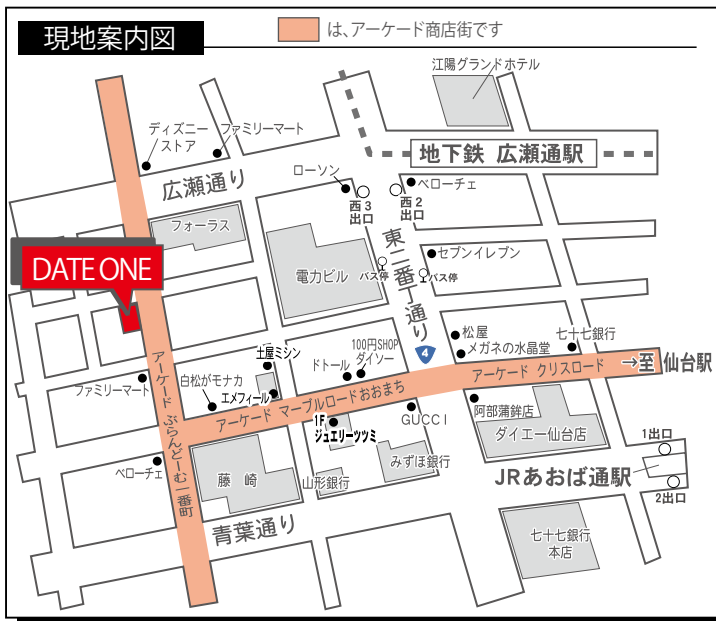 現地案内図
は、アーケード商店街です
江陽グランドホテル
ディズニー
ストア
ファミリーマート
地下鉄 広瀬通駅
広瀬通り
ローソン
西3
出口
西2
出口
ベローチェ
フォーラス
東二番丁通り
セブンイレブン
DATE ONE
電力ビル
バス停
バス停
100円SHOP
ダイソー
松屋
メガネの水晶堂
七十七銀行
4
土屋ミシン
ドトール
→至 仙台駅
アーケード クリスロード
ファミリーマート
白松がモナカ
エメフィール
アーケード マーブルロードおおまち
アーケード ぶらんどーむ一番町
1F
ジュエリーツツミ
GUCCI
阿部蒲鉾店
ダイエー仙台店
1出口
ベローチェ
藤崎
山形銀行
みずほ銀行
JRあおば通駅
2出口
青葉通り
七十七銀行
本店